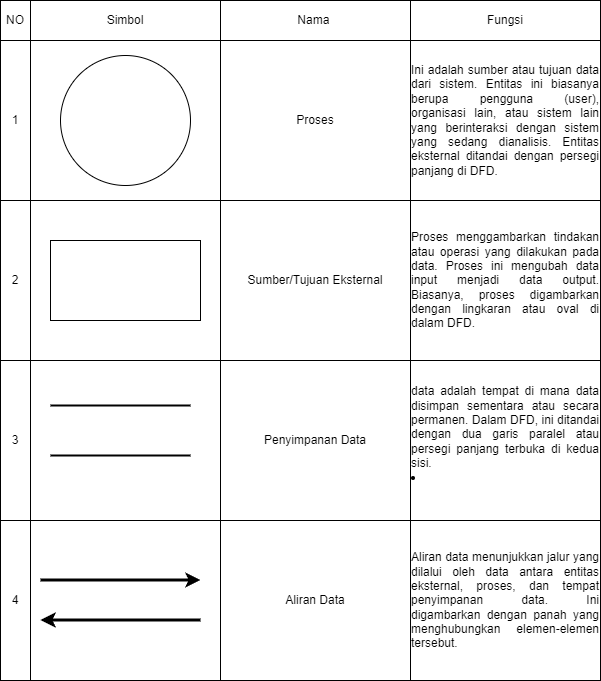 NO Simbol Nama Fungsi
1
Proses
Ini adalah sumber atau tujuan data
dari sistem. Entitas ini biasanya
berupa pengguna (user),
organisasi lain, atau sistem lain
yang berinteraksi dengan sistem
yang sedang dianalisis. Entitas
eksternal ditandai dengan persegi
panjang di DFD.
2
Sumber/Tujuan Eksternal
Proses menggambarkan tindakan
atau operasi yang dilakukan pada
data. Proses ini mengubah data
input menjadi data output.
Biasanya, proses digambarkan
dengan lingkaran atau oval di
dalam DFD.
3
Penyimpanan Data
data adalah tempat di mana data
disimpan sementara atau secara
permanen. Dalam DFD, ini ditandai
dengan dua garis paralel atau
persegi panjang terbuka di kedua
sisi.
•
4
Aliran Data
Aliran data menunjukkan jalur yang
dilalui oleh data antara entitas
eksternal, proses, dan tempat
penyimpanan data. Ini
digambarkan dengan panah yang
menghubungkan elemen-elemen
tersebut.